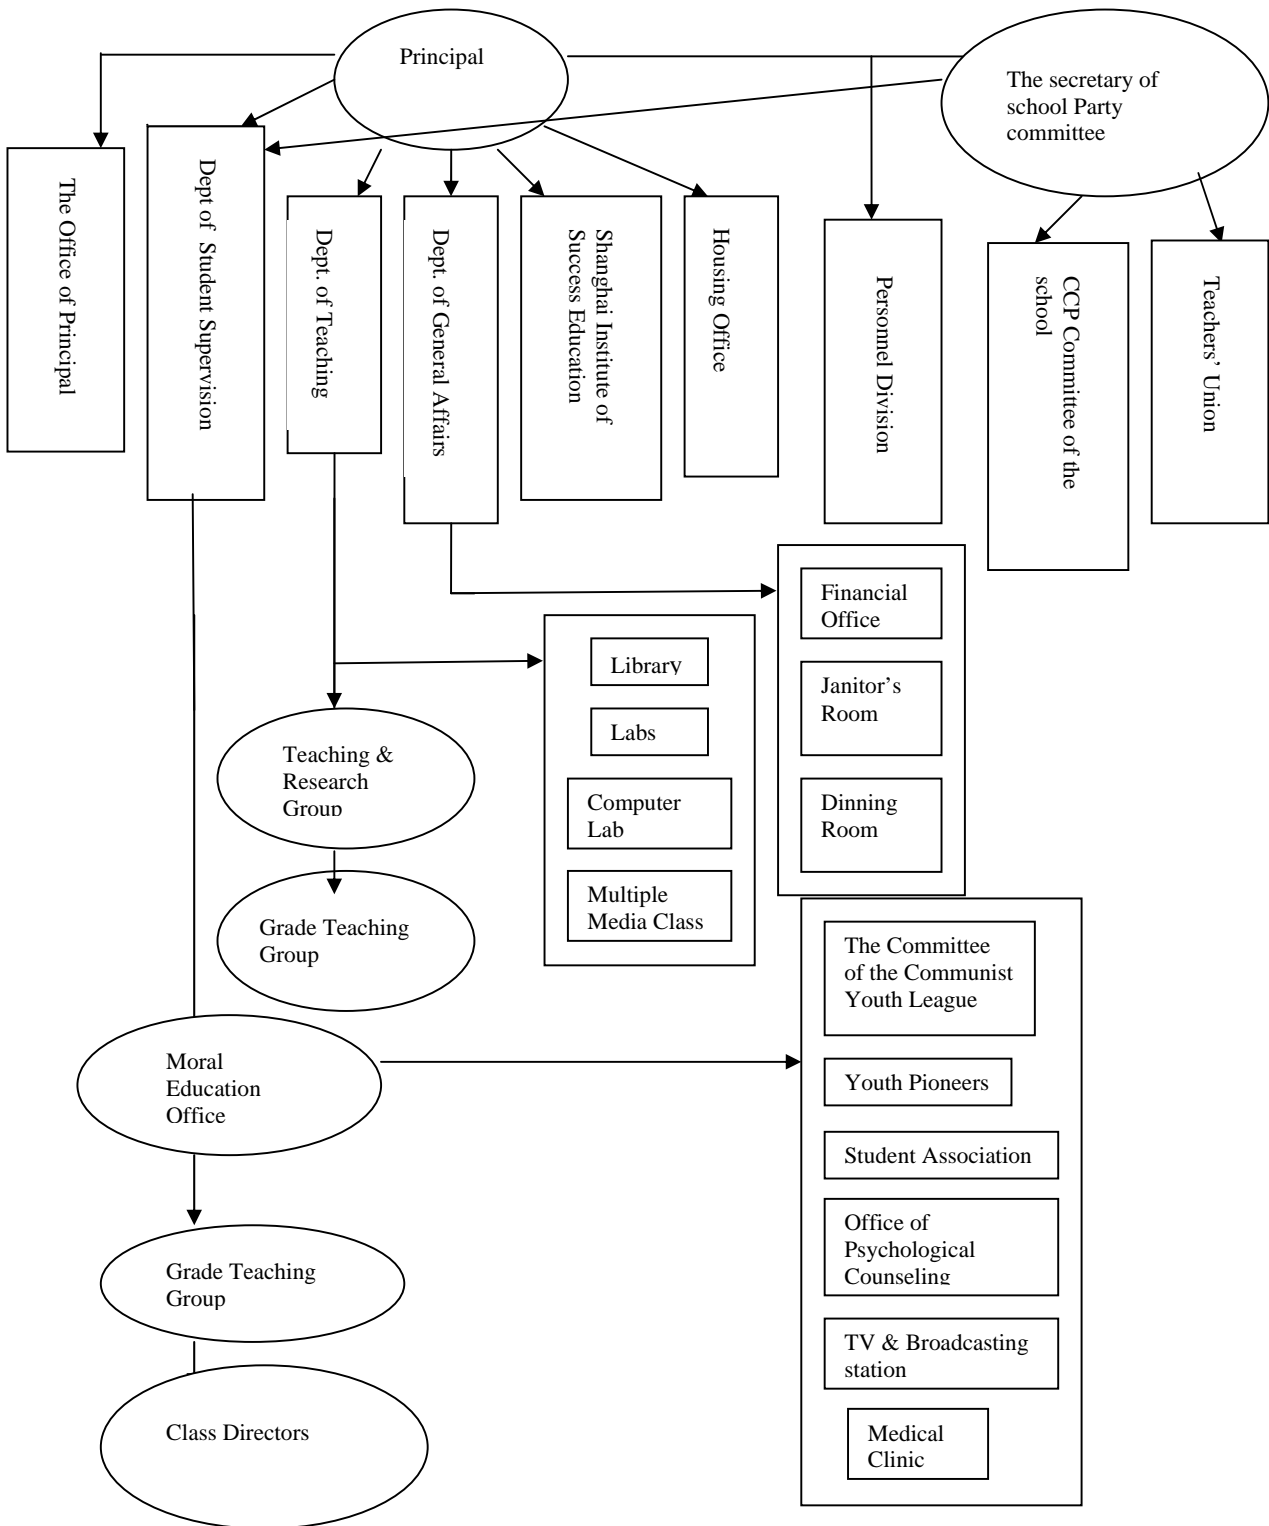 Principal
The secretary of
school Party
committee
The Office of Principal
Dept of  Student Supervision
Dept. of Teaching
Dept. of General Affairs
Shanghai Institute of
Success Education
Housing Office
Personnel Division
CCP Committee of the
school
Teachers’ Union
Financial
Office
Janitor’s
Room
Dinning
Room
Library
Labs
Computer
Lab
Multiple
Media Class
Teaching &
Research
Group
Grade Teaching
Group
The Committee
of the Communist
Youth League
Youth Pioneers
Student Association
Office of
Psychological
Counseling
TV & Broadcasting
station
Medical
Clinic
Moral
Education
Office
Grade Teaching
Group
Class Directors